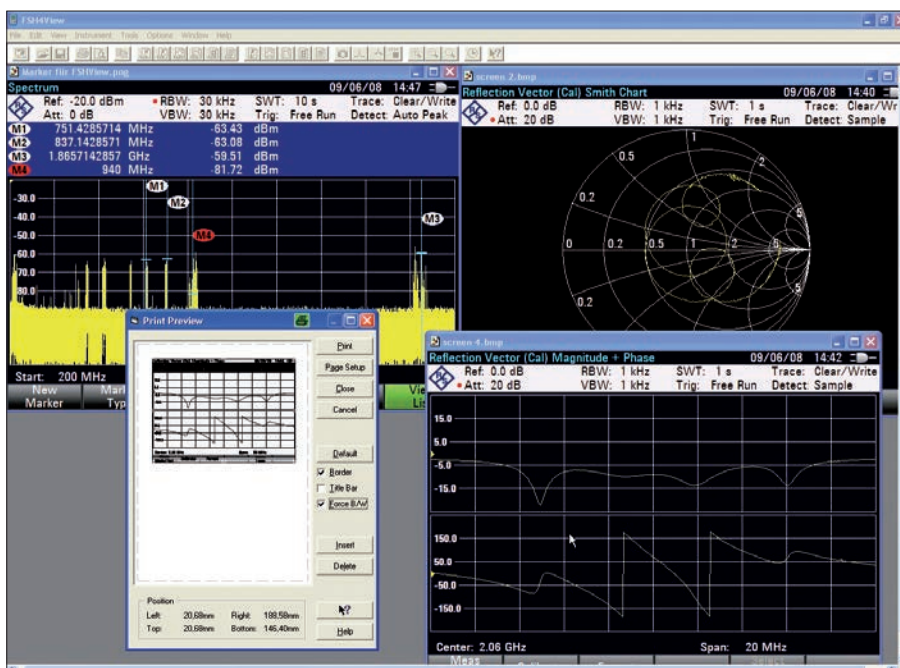 FSH4View
File Edit View Instrument Tools Options Window Help
Marker für FSHView.png
Spectrum 09/06/08 14:47
Ref: -20.0 dBm RBW: 30 kHz SWT: 10 s Trace: Clear/Write
Att: 0 dB VBW: 30 kHz Trig: Free Run Detect: Auto Peak
M1 751.4285714 MHz -63.43 dBm
M2 837.1428571 MHz -63.08 dBm
M3 1.8657142857 GHz -59.51 dBm
M4 940 MHz -81.72 dBm
M1
M2
M3
M4
-30.0
-40.0
-50.0
60.0
70.0
80.0
Start: 200 MHz
New
Marker
screen 2.bmp
Reflection Vector (Cal) Smith Chart 09/06/08 14:40
Ref: 0.0 dB RBW: 1 kHz SWT: 1 s Trace: Clear/Wr
Att: 20 dB VBW: 1 kHz Trig: Free Run Detect: Sample
1
0.5
2
0.2
5
0 0.2 0.5 1 2 5
0.2
5
Print Preview
Print
Page Setup
Close
Cancel
Default
Border
Title Bar
Force B/W
Insert
Delete
Help
Position
Left: 20,68mm Right: 188,58mm
Top: 20,68mm Bottom: 146,40mm
screen 4.bmp
Reflection Vector (Cal) Magnitude + Phase 09/06/08 14:42
Ref: 0.0 dB RBW: 1 kHz SWT: 1 s Trace: Clear/Write
Att: 20 dB VBW: 1 kHz Trig: Free Run Detect: Sample
15.0
5.0
-5.0
-15.0
150.0
50.0
-50.0
-150.0
Center: 2.06 GHz Span: 20 MHz
Meas